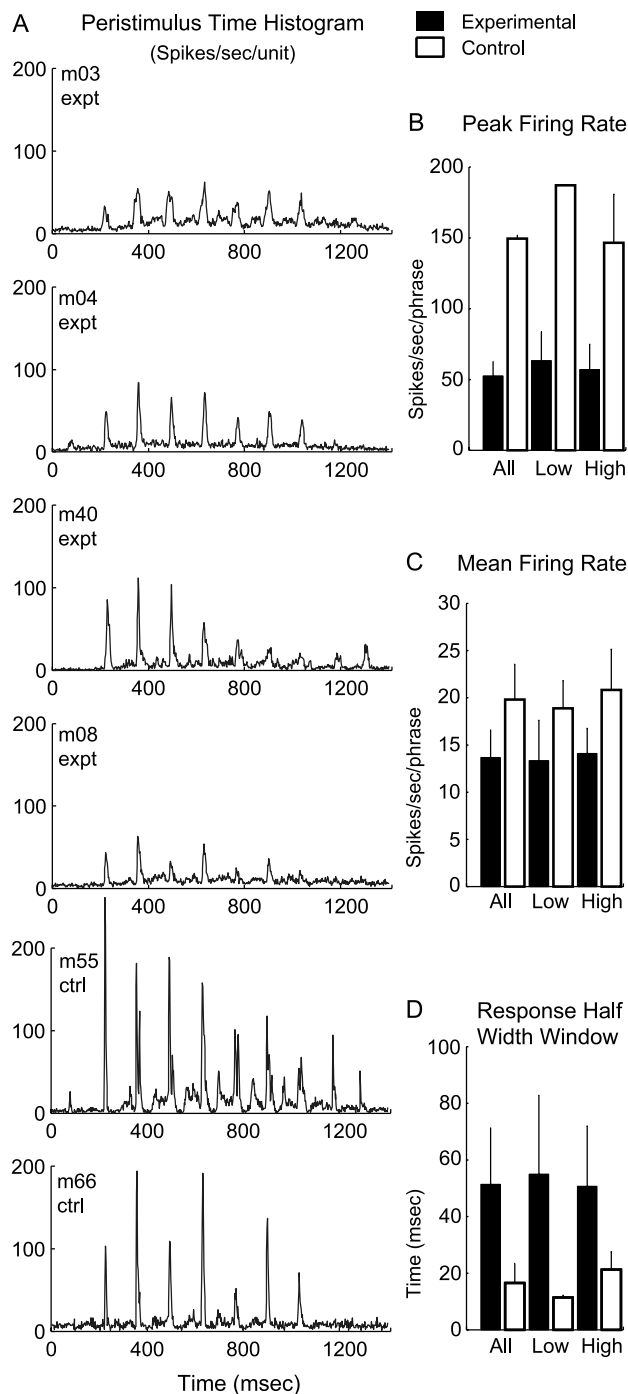 A Peristimulus Time Histogram
(Spikes/sec/unit)
Experimental
Control
m03
expt
200
100
0
0 400 800 1200
m04
expt
200
100
0
0 400 800 1200
m40
expt
200
100
0
0 400 800 1200
m08
expt
200
100
0
0 400 800 1200
m55
ctrl
200
100
0
0 400 800 1200
m66
ctrl
200
100
0
0 400 800 1200
Time (msec)
B Peak Firing Rate
Spikes/sec/phrase
200
150
100
50
0
All Low High
C Mean Firing Rate
Spikes/sec/phrase
30
25
20
15
10
5
0
All Low High
D Response Half
Width Window
Time (msec)
100
80
60
40
20
0
All Low High